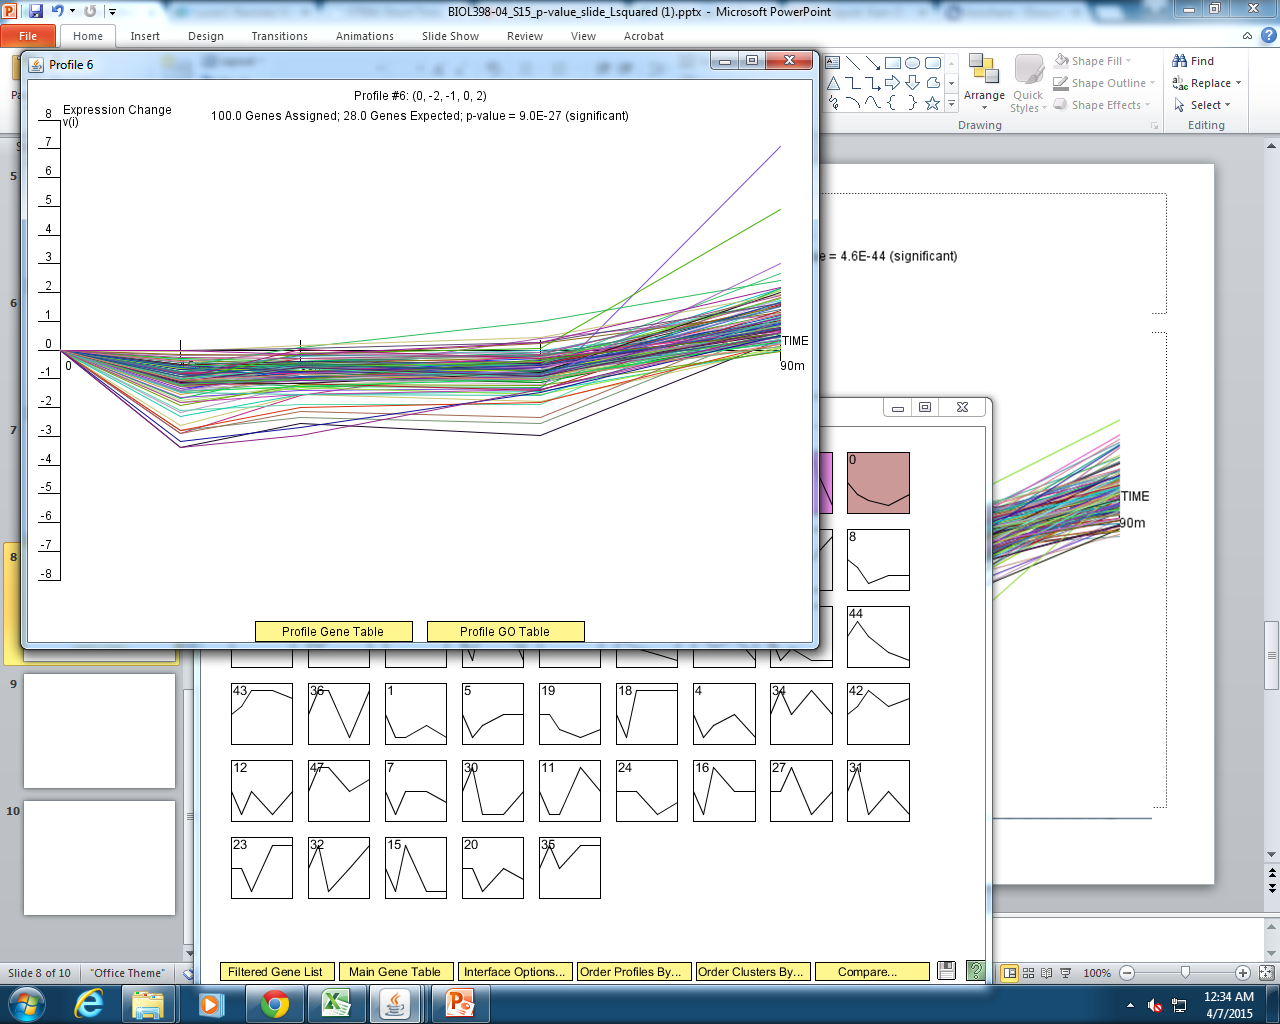 BIOL398-04_S15_p-value_slide_Lsquared (1).pptx - Microsoft PowerPoint
File Home Insert Design Transitions Animations Slide Show Review View Acrobat
Profile 6
Arrange
Quick
Styles
Shape Fill
Shape Outline
Shape Effects
Find
Replace
Select
Drawing
Editing
Profile #6: (0, -2, -1, 0, 2)
100.0 Genes Assigned; 28.0 Genes Expected; p-value = 9.0E-27 (significant)
Expression Change
v(i)
8
7
6
5
4
3
2
1
0
-1
-2
-3
-4
-5
-6
-7
-8
0
TIME
90m
Profile Gene Table
Profile GO Table
e = 4.6E-44 (significant)
TIME
90m
5
6
7
8
9
10
0
8
44
43 36 1 5 19 18 4 34 42
12 47 7 30 11 24 16 27 31
23 32 15 20 35
Filtered Gene List Main Gene Table Interface Options... Order Profiles By... Order Clusters By... Compare...
Slide 8 of 10 "Office Theme" 100%
12:34 AM
4/7/2015